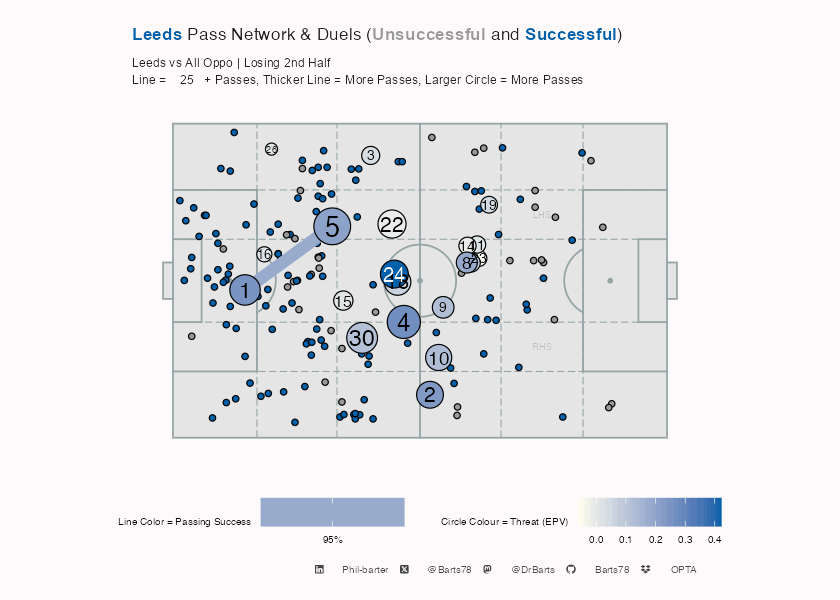 Leeds Pass Network & Duels (Unsuccessful and Successful)
Leeds vs All Oppo | Losing 2nd Half
Line = 25 + Passes, Thicker Line = More Passes, Larger Circle = More Passes
26
3
19
LHS
5
22
14
16
8
24
1
15
9
4
30
RHS
10
2
Line Color = Passing Success
95%
Circle Colour = Threat (EPV)
0.0 0.1 0.2 0.3 0.4
Phil-barter @Barts78 @DrBarts Barts78 OPTA